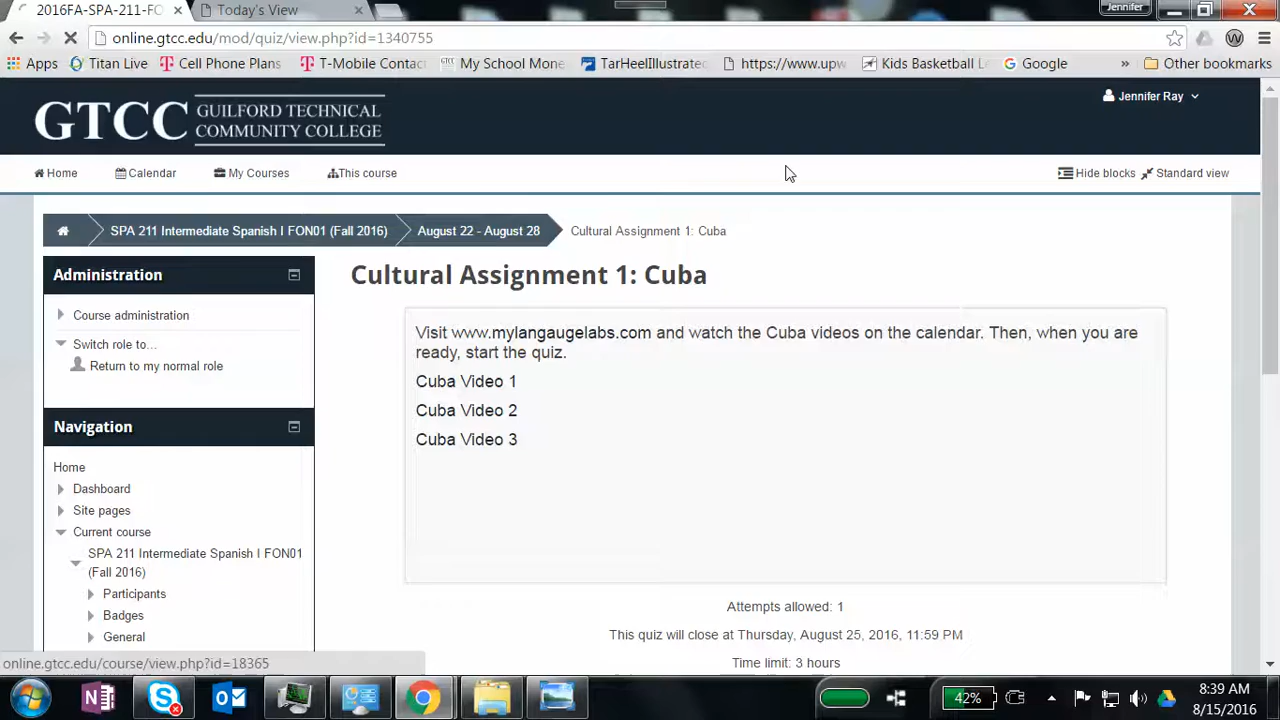 2016FA-SPA-211-FO
Today's View
Jennifer
online.gtcc.edu/mod/quiz/view.php?id=1340755
Apps
Titan Live
Cell Phone Plans
T-Mobile Contac
My School Mone
TarHeelIllustrate
https://www.upw
Kids Basketball Le
Google
»
Other bookmarks
GTCC
GUILFORD TECHNICAL
COMMUNITY COLLEGE
Jennifer Ray
Home
Calendar
My Courses
This course
Hide blocks
Standard view
SPA 211 Intermediate Spanish I FON01 (Fall 2016)
August 22 - August 28
Cultural Assignment 1: Cuba
Administration
Course administration
Switch role to...
Return to my normal role
Navigation
Home
Dashboard
Site pages
Current course
SPA 211 Intermediate Spanish I FON01
(Fall 2016)
Participants
Badges
General
Cultural Assignment 1: Cuba
Visit www.mylangaugelabs.com and watch the Cuba videos on the calendar. Then, when you are
ready, start the quiz.
Cuba Video 1
Cuba Video 2
Cuba Video 3
Attempts allowed: 1
This quiz will close at Thursday, August 25, 2016, 11:59 PM
Time limit: 3 hours
online.gtcc.edu/course/view.php?id=18365
42%
8:39 AM
8/15/2016